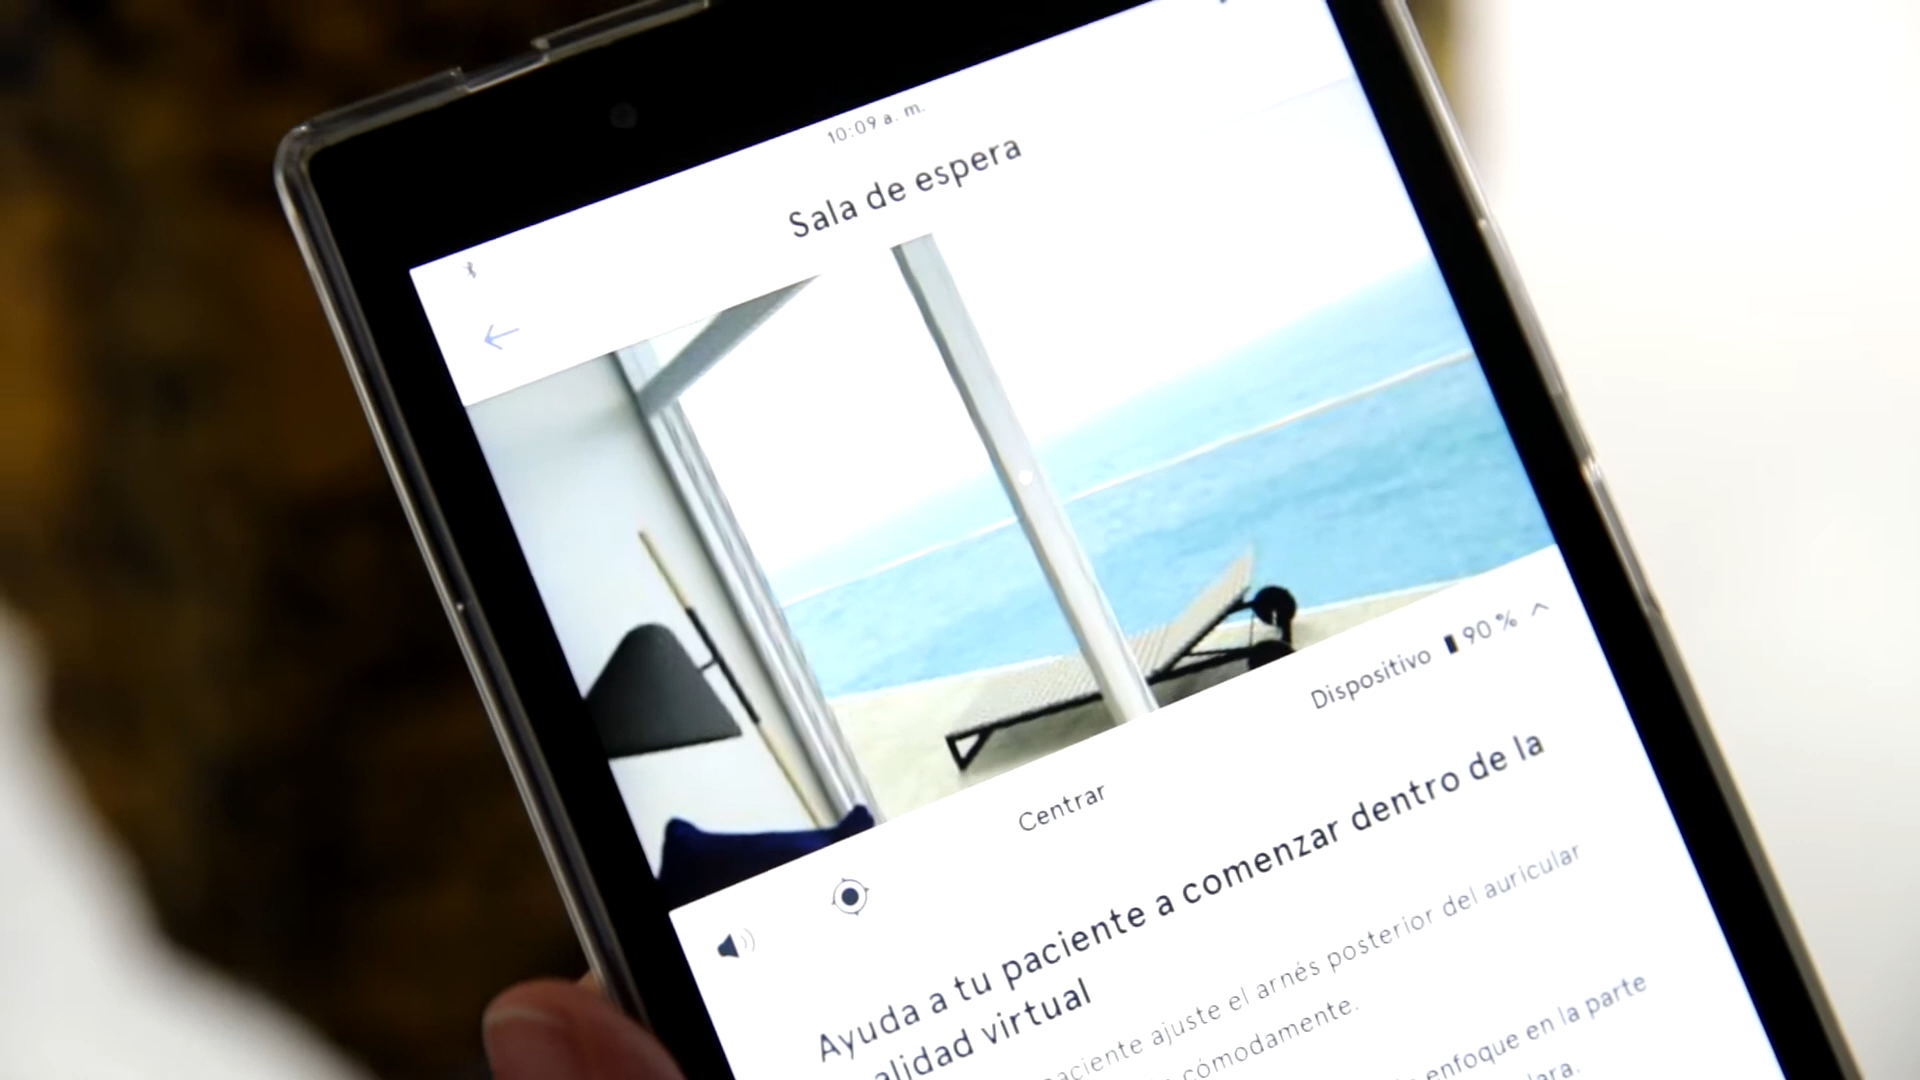 10:09 a. m.
Sala de espera
Dispositivo 90 %
Centrar
Ayuda a tu paciente a comenzar dentro de la
alidad virtual
aciente ajuste el arnés posterior del auricular
cómodamente.
enfoque en la parte